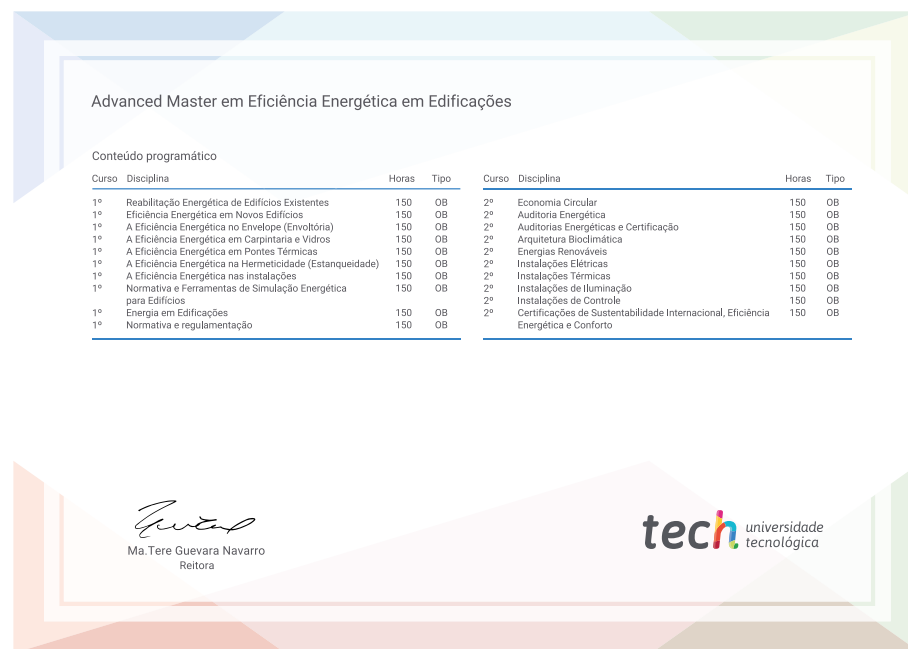 Advanced Master em Eficiência Energética em Edificações
Conteúdo programático
Curso Disciplina Horas Tipo
1º Reabilitação Energética de Edifícios Existentes 150 OB
1º Eficiência Energética em Novos Edifícios 150 OB
1º A Eficiência Energética no Envelope (Envoltória) 150 OB
1º A Eficiência Energética em Carpintaria e Vidros 150 OB
1º A Eficiência Energética em Pontes Térmicas 150 OB
1º A Eficiência Energética na Hermeticidade (Estanqueidade) 150 OB
1º A Eficiência Energética nas instalações 150 OB
1º Normativa e Ferramentas de Simulação Energética 150 OB
para Edifícios
1º Energia em Edificações 150 OB
1º Normativa e regulamentação 150 OB
Curso Disciplina Horas Tipo
2º Economia Circular 150 OB
2º Auditoria Energética 150 OB
2º Auditorias Energéticas e Certificação 150 OB
2º Arquitetura Bioclimática 150 OB
2º Energias Renováveis 150 OB
2º Instalações Elétricas 150 OB
2º Instalações Térmicas 150 OB
2º Instalações de Iluminação 150 OB
2º Instalações de Controle 150 OB
2º Certificações de Sustentabilidade Internacional, Eficiência 150 OB
Energética e Conforto
Ma.Tere Guevara Navarro
Reitora
tech universidade
tecnológica